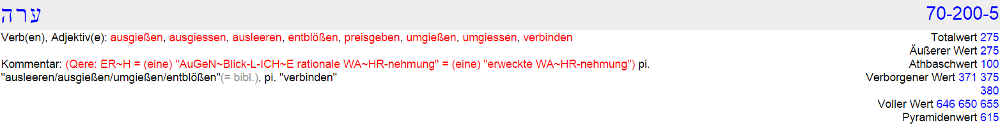 ערה 70-200-5
Verb(en), Adjektiv(e): ausgießen, ausgiessen, ausleeren, entblößen, preisgeben, umgießen, umgiessen, verbinden
Totalwert 275
Äußerer Wert 275
Kommentar: (Qere: ER~H = (eine) "AuGeN~Blick-L-ICH~E rationale WA~HR-nehmung" = (eine) "erweckte WA~HR-nehmung") pi.
Athbaschwert 100
"ausleeren/ausgießen/umgießen/entblößen"(= bibl.), pi. "verbinden"
Verborgener Wert 371 375
380
Voller Wert 646 650 655
Pyramidenwert 615